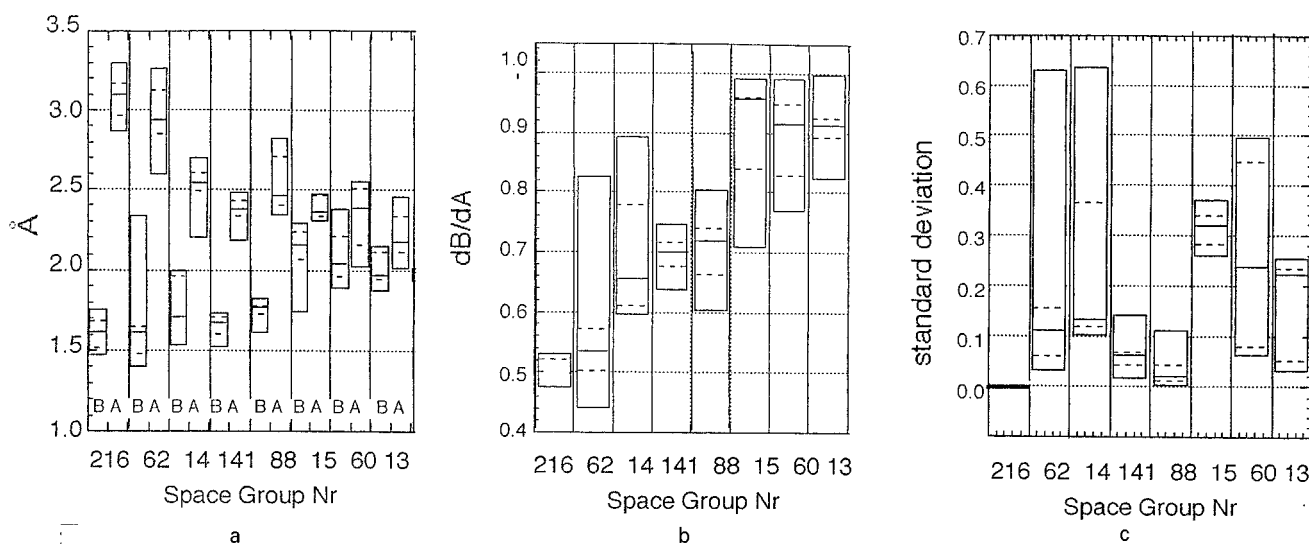 3.5
3.0
2.5
2.0
1.5
1.0
Å
B A B A B A B A B A B A B A B A
216 62 14 141 88 15 60 13
Space Group Nr
a
1.0
0.9
0.8
0.7
0.6
0.5
0.4
dB/dA
216 62 14 141 88 15 60 13
Space Group Nr
b
0.7
0.6
0.5
0.4
0.3
0.2
0.1
0.0
standard deviation
216 62 14 141 88 15 60 13
Space Group Nr
c